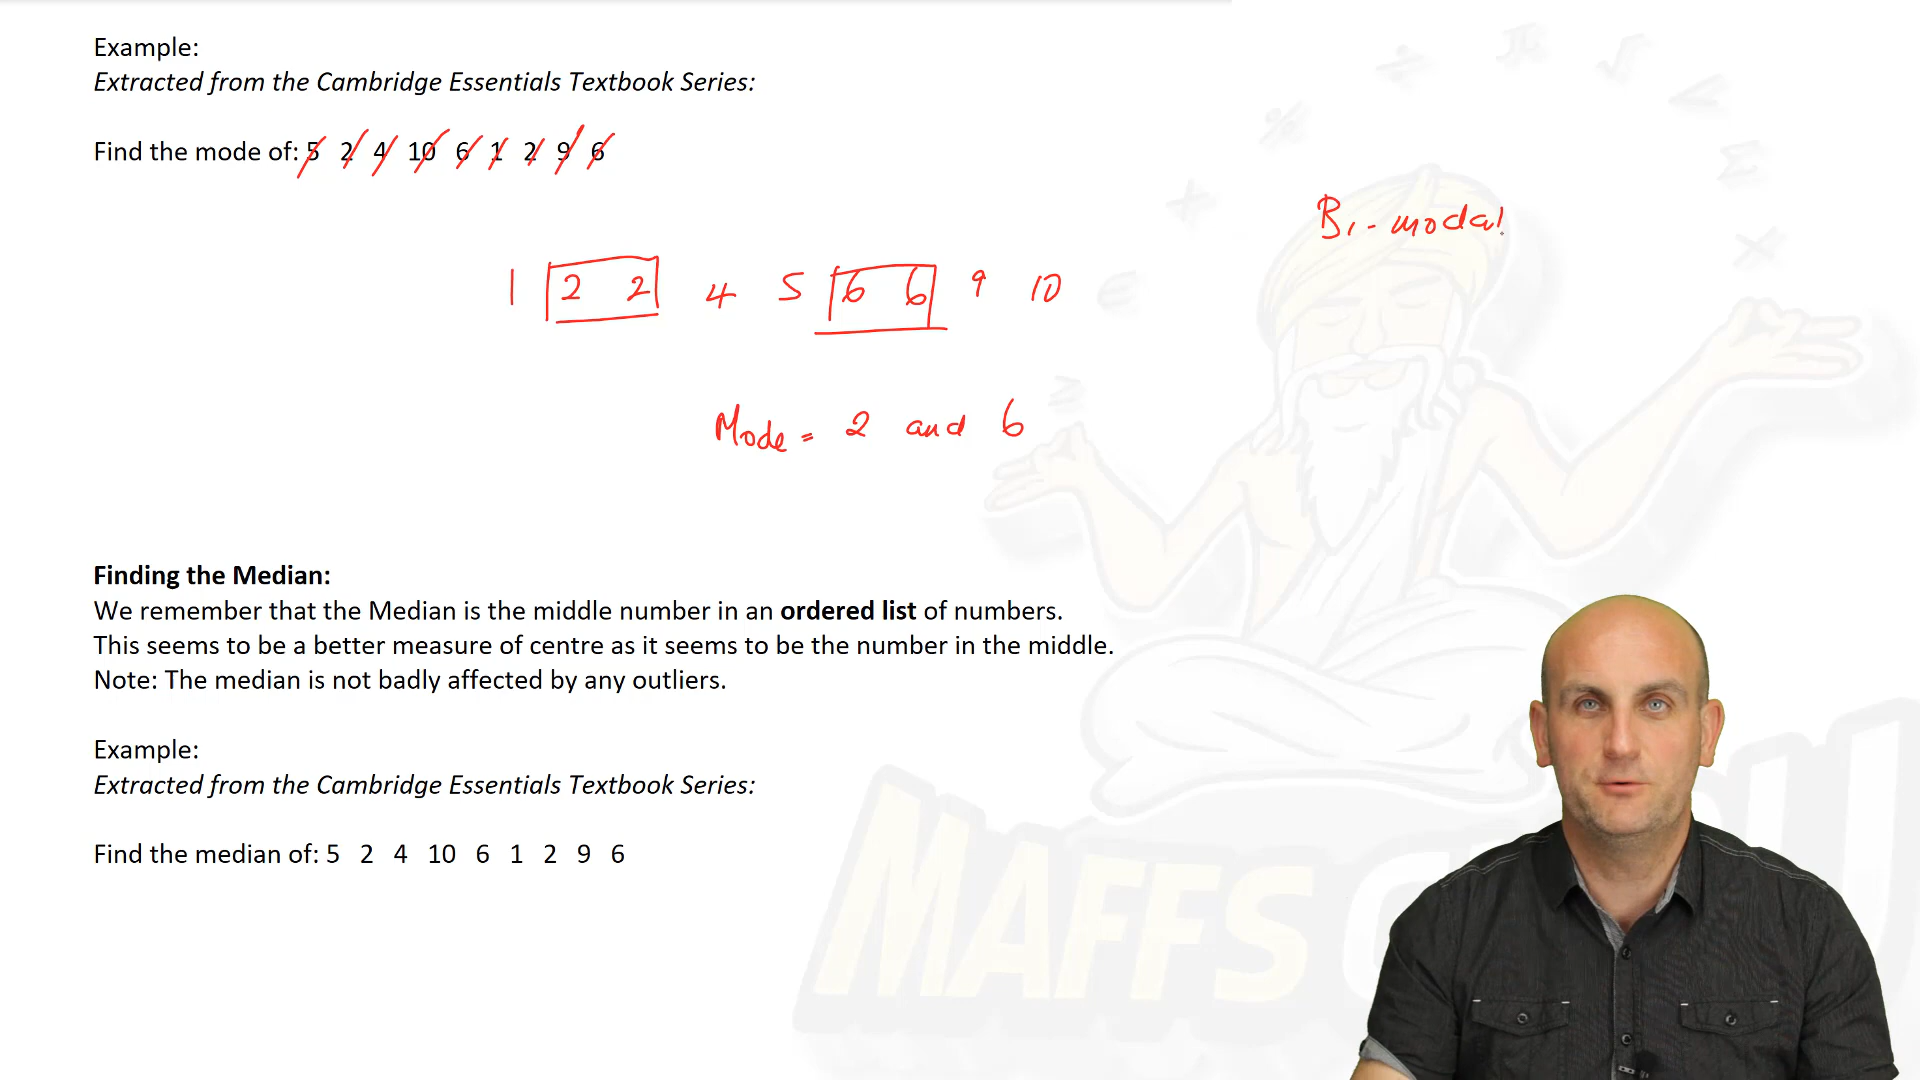 Example:
Extracted from the Cambridge Essentials Textbook Series:
Find the mode of: 5 2 4 10 6 1 2 9 6
Bi-modal
1 2 2 4 5 6 6 9 10
Mode = 2 and 6
Finding the Median:
We remember that the Median is the middle number in an ordered list of numbers.
This seems to be a better measure of centre as it seems to be the number in the middle.
Note: The median is not badly affected by any outliers.
Example:
Extracted from the Cambridge Essentials Textbook Series:
Find the median of: 5 2 4 10 6 1 2 9 6
MAFFS